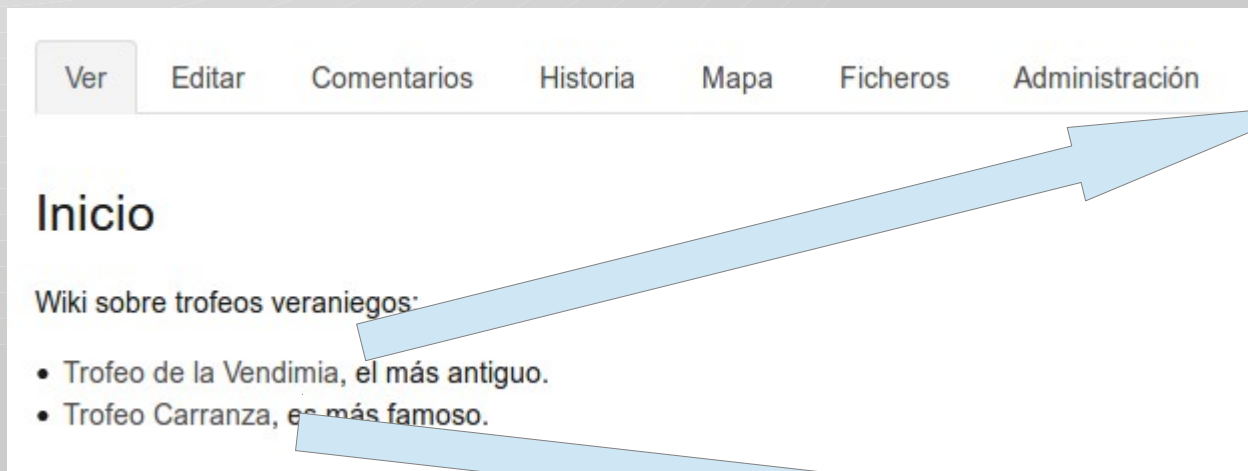 Ver Editar Comentarios Historia Mapa Ficheros Administración
Inicio
Wiki sobre trofeos veraniegos:
• Trofeo de la Vendimia, el más antiguo.
• Trofeo Carranza, es más famoso.